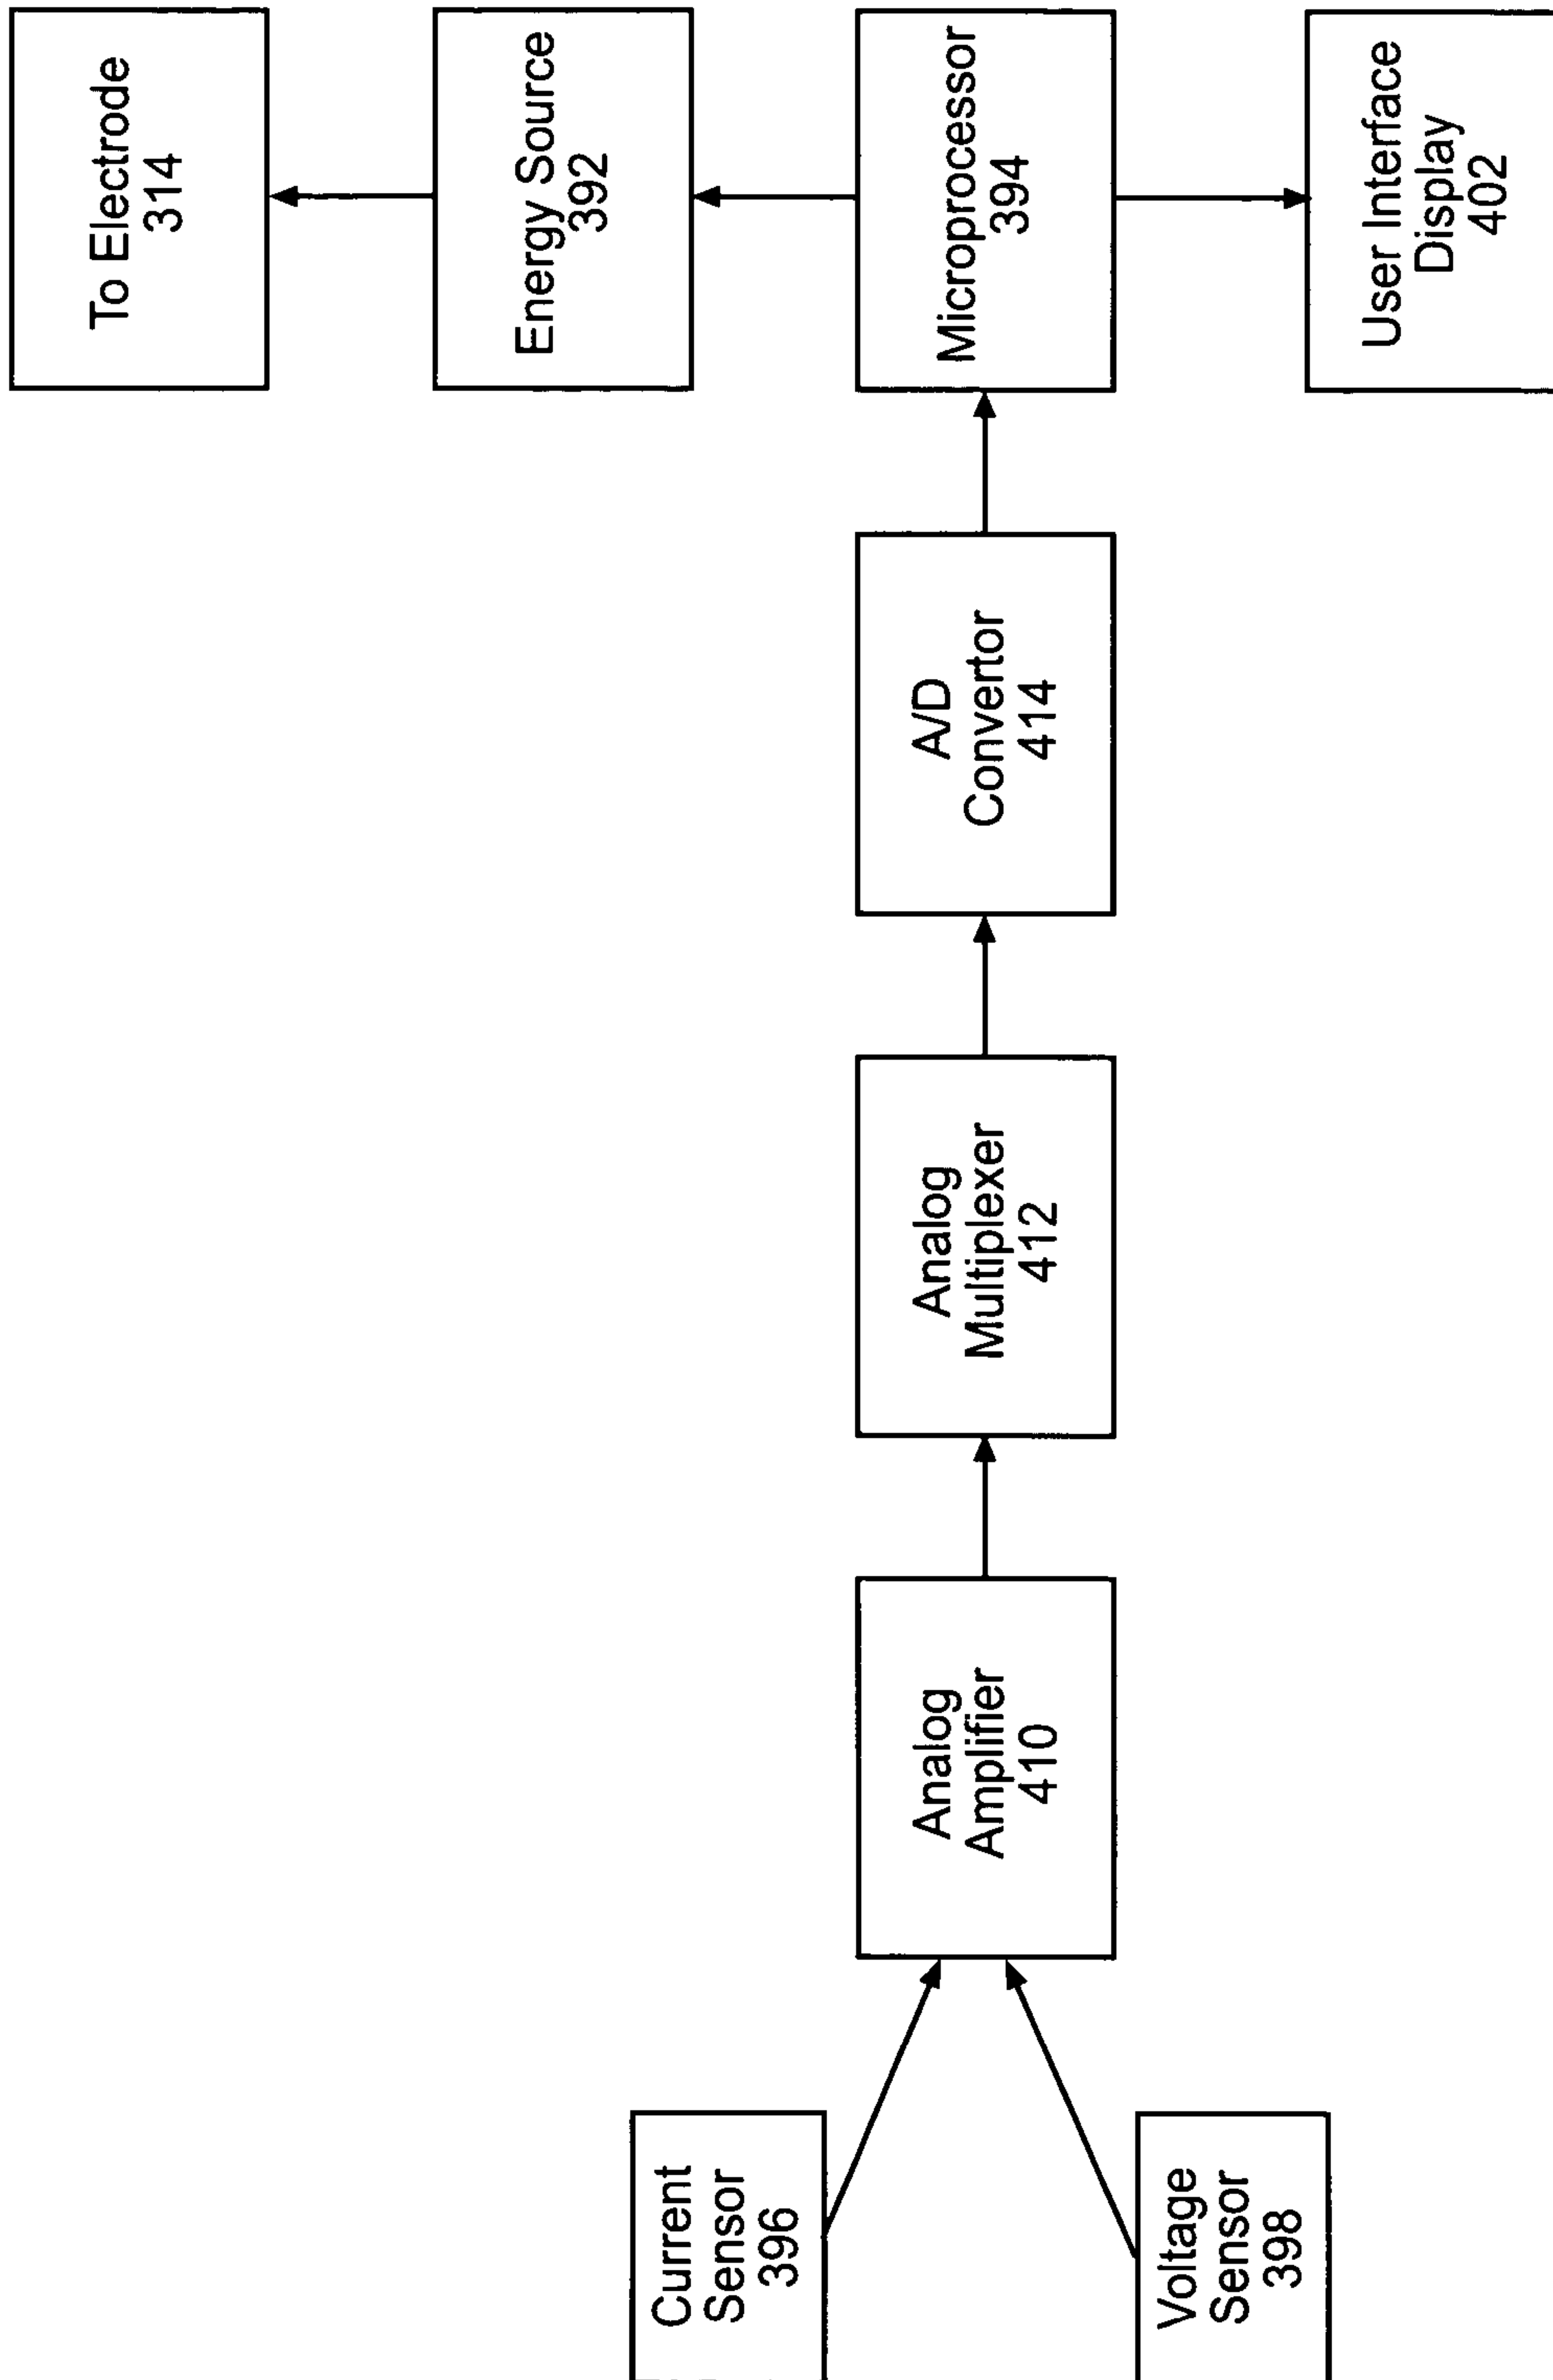 Current
Sensor
396
Voltage
Sensor
398
Analog
Amplifier
410
Analog
Multiplexer
412
A/D
Convertor
414
To Electrode
314
Energy Source
392
Microprocessor
394
User Interface
Display
402